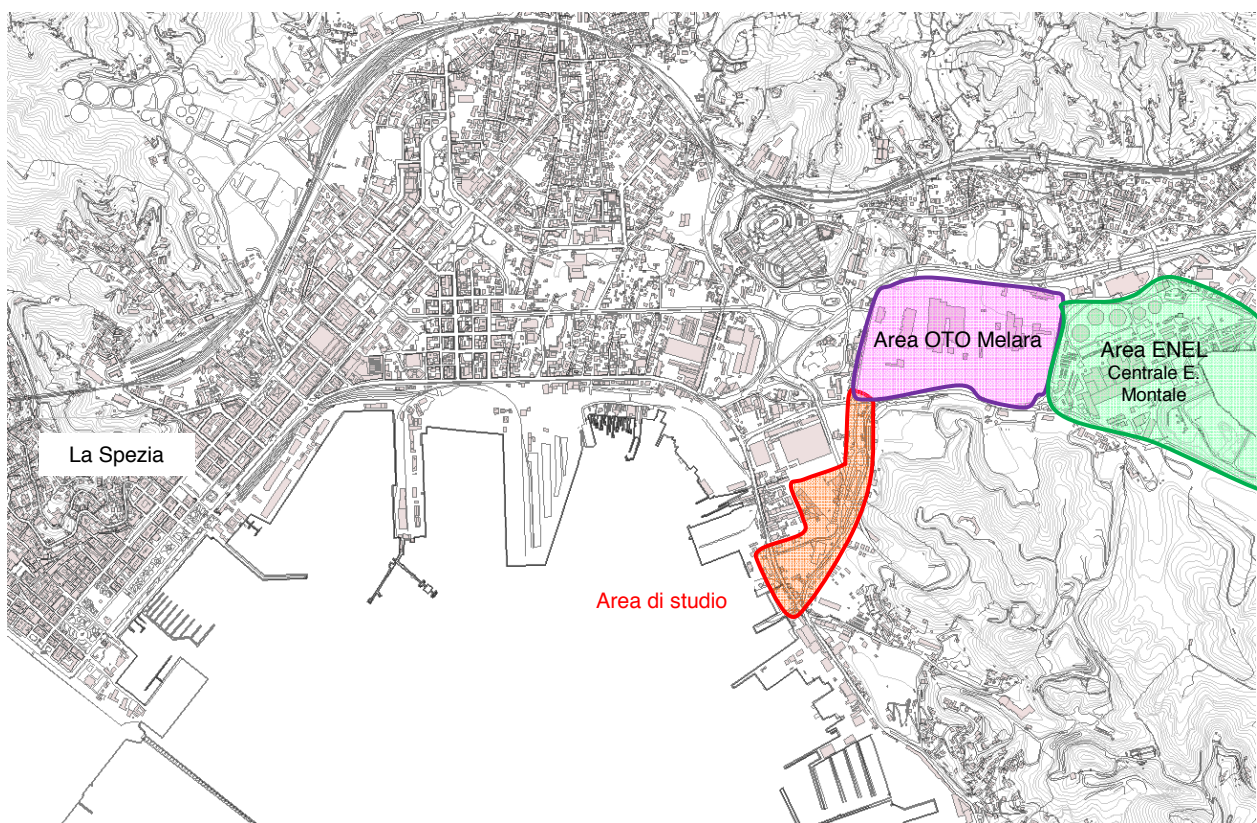 Area OTO Melara
Area ENEL
Centrale E.
Montale
La Spezia
Area di studio